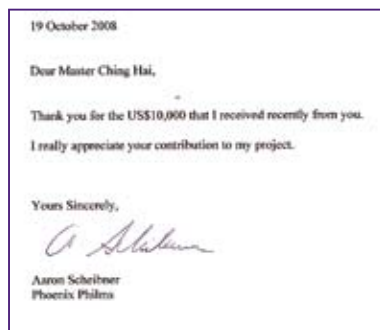 19 October 2008
Dear Master Ching Hai,
Thank you for the US$10,000 that I received recently from you.
I really appreciate your contribution to my project.
Yours Sincerely,
Aaron Scheibner
Phoenix Philms